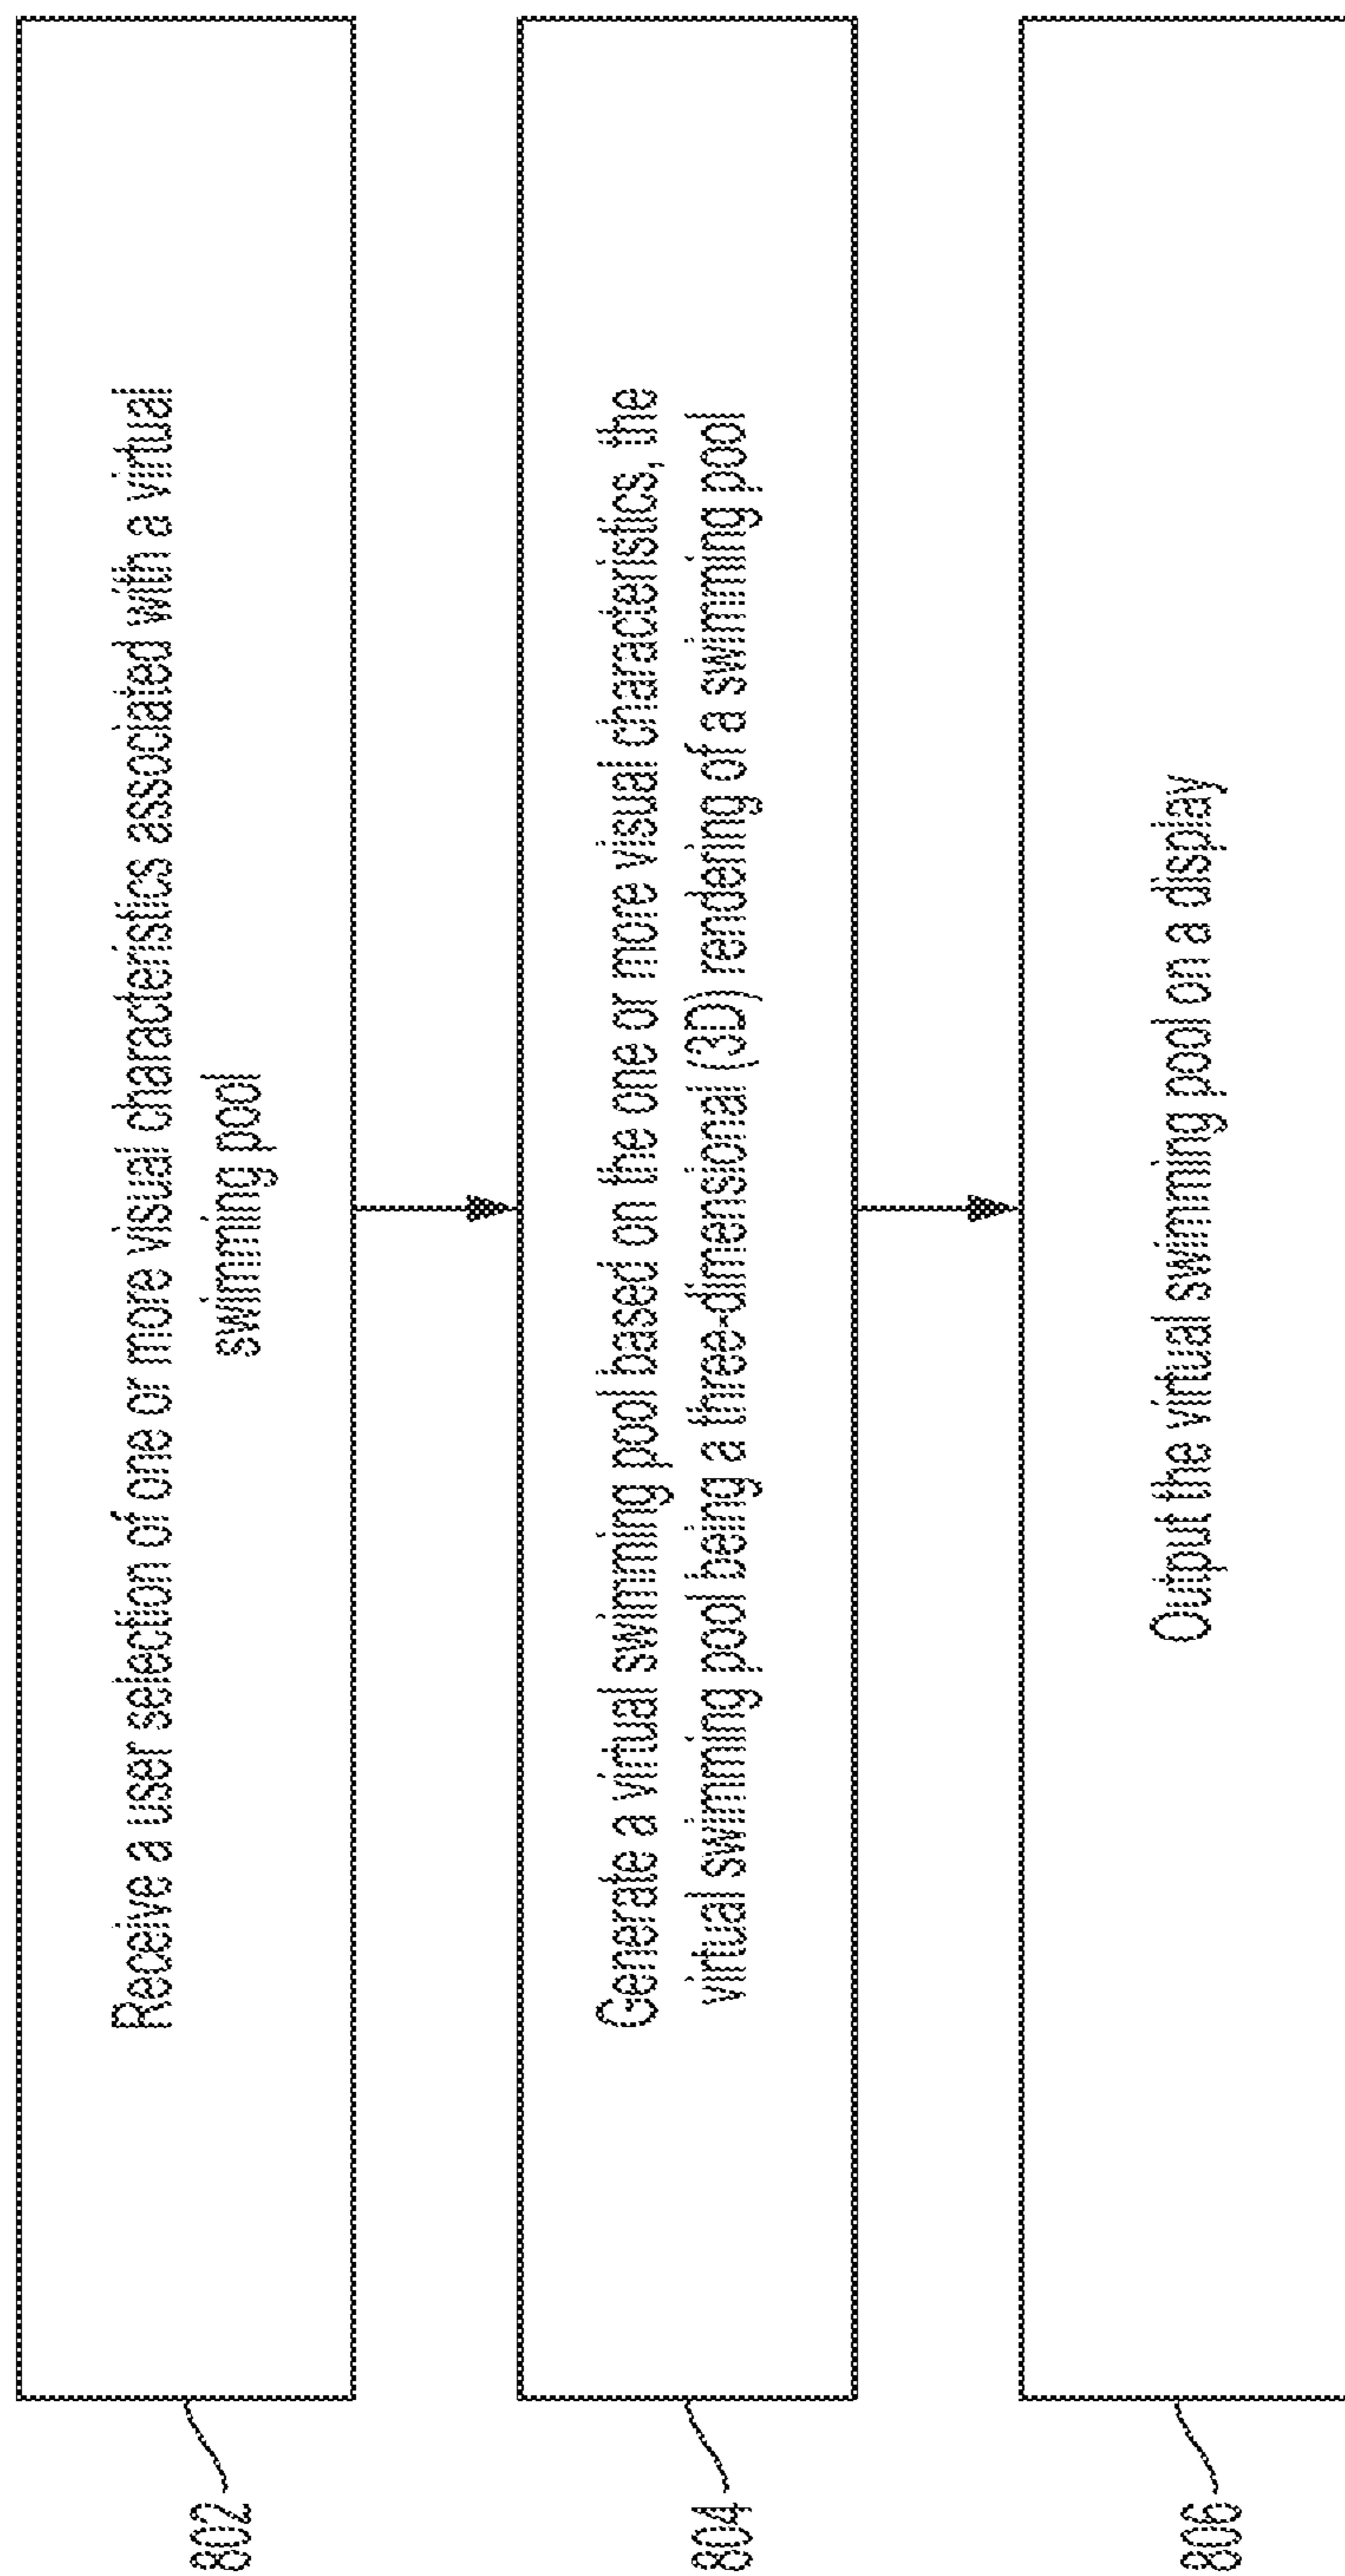 Receive a user selection of one or more visual characteristics associated with a virtual
swimming pool
802
Generate a virtual swimming pool based on the one or more visual characteristics, the
virtual swimming pool being a three-dimensional (3D) rendering of a swimming pool
804
Output the virtual swimming pool on a display
806